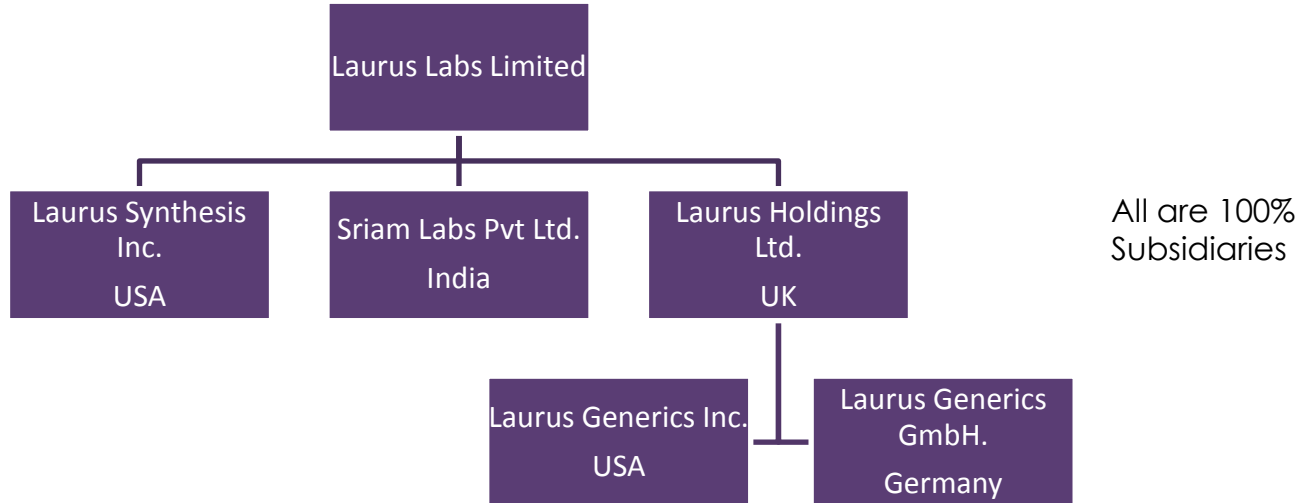 Laurus Labs Limited
Laurus Synthesis
Inc.
USA
Sriam Labs Pvt Ltd.
India
Laurus Holdings
Ltd.
UK
All are 100%
Subsidiaries
Laurus Generics Inc.
USA
Laurus Generics
GmbH.
Germany